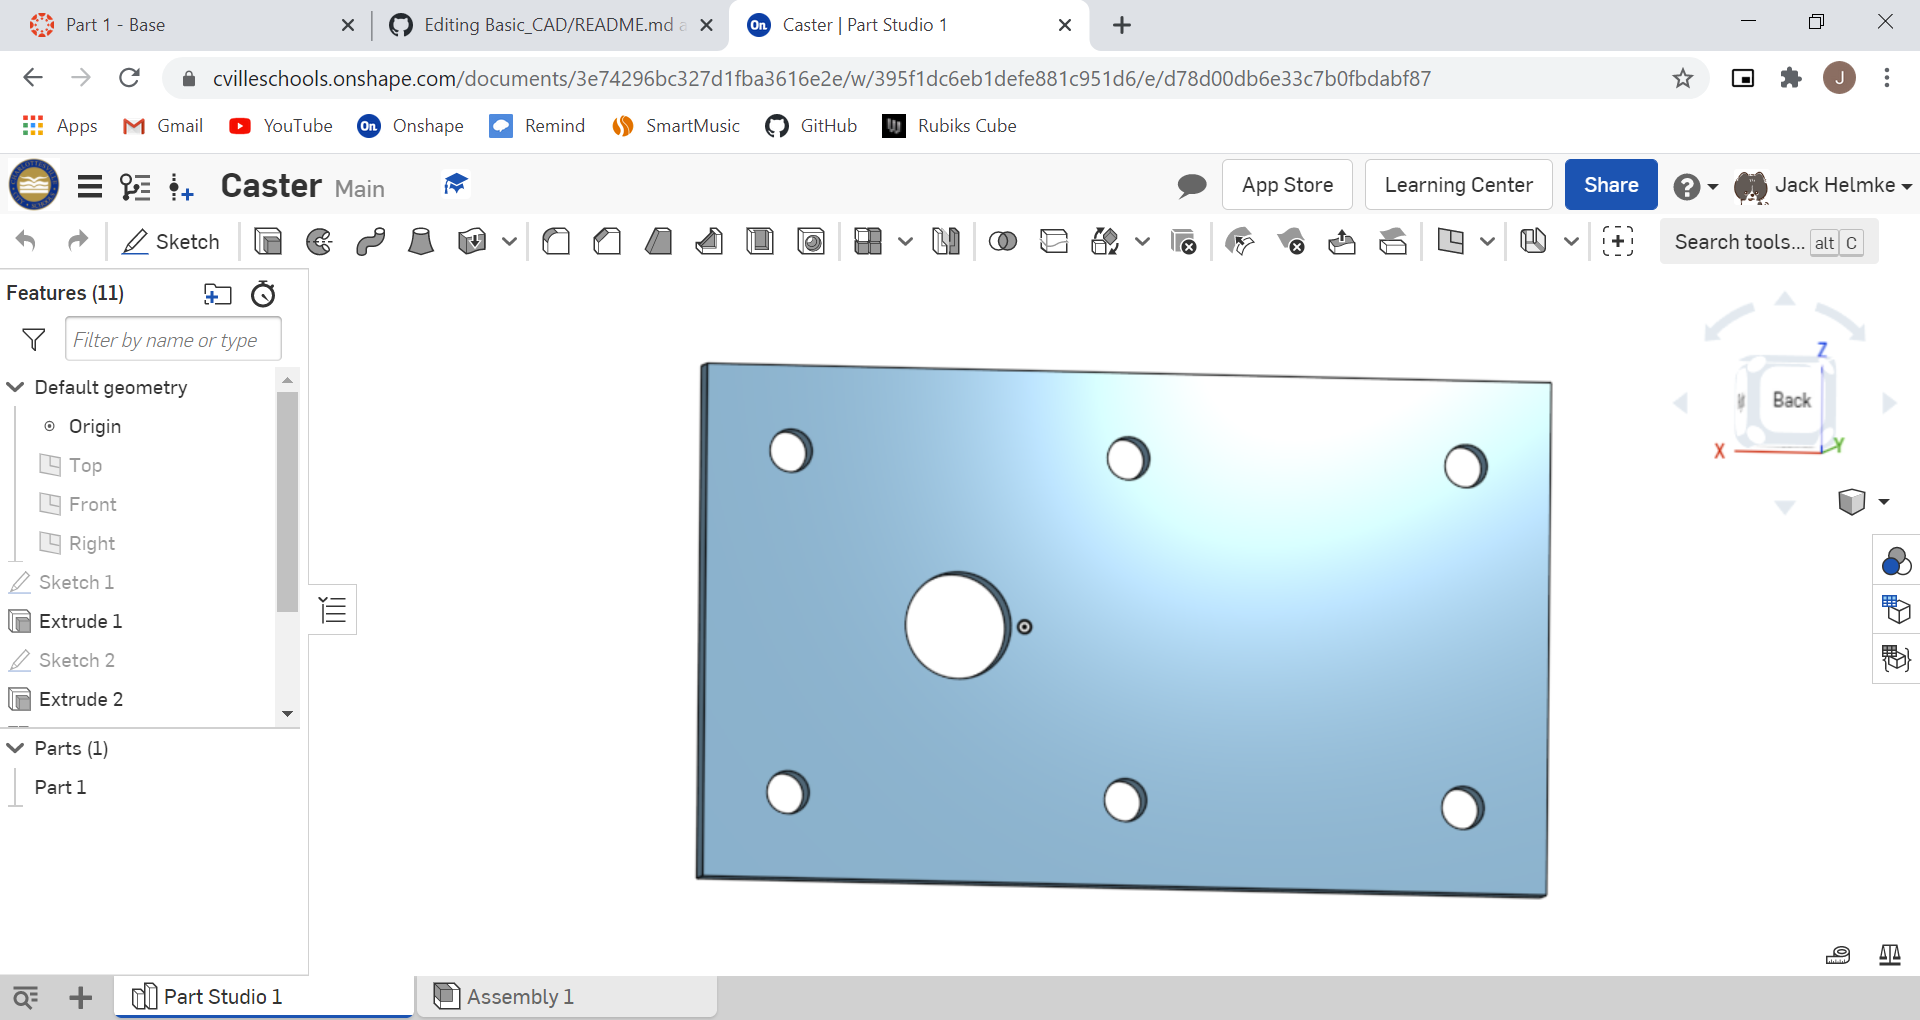 Part 1 - Base
Editing Basic_CAD/README.md a
On Caster | Part Studio 1
cvilleschools.onshape.com/documents/3e74296bc327d1fba3616e2e/w/395f1dc6eb1defe881c951d6/e/d78d00db6e33c7b0fbdabf87
J
Apps Gmail YouTube On Onshape Remind SmartMusic GitHub Rubiks Cube
Caster Main App Store Learning Center Share ? Jack Helmke
Sketch Search tools... alt C
Features (11)
Filter by name or type
Default geometry
Origin
Top
Front
Right
Sketch 1
Extrude 1
Sketch 2
Extrude 2
Parts (1)
Part 1
Z
Back
X
Y
Part Studio 1
Assembly 1